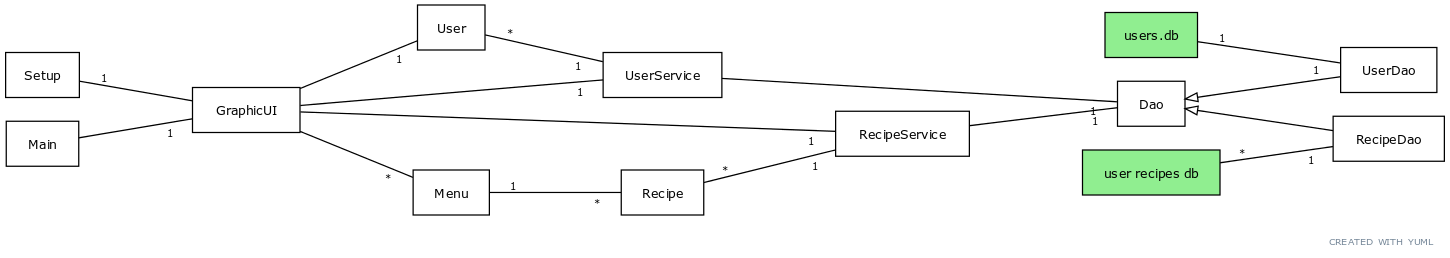 User
*
1
users.db
1
Setup
1
1
UserService
1
UserDao
1
GraphicUI
1
Dao
1
1
Main
1
RecipeService
1
1
RecipeDao
1
*
user recipes db
*
Menu
1
*
Recipe
*
CREATED WITH YUML